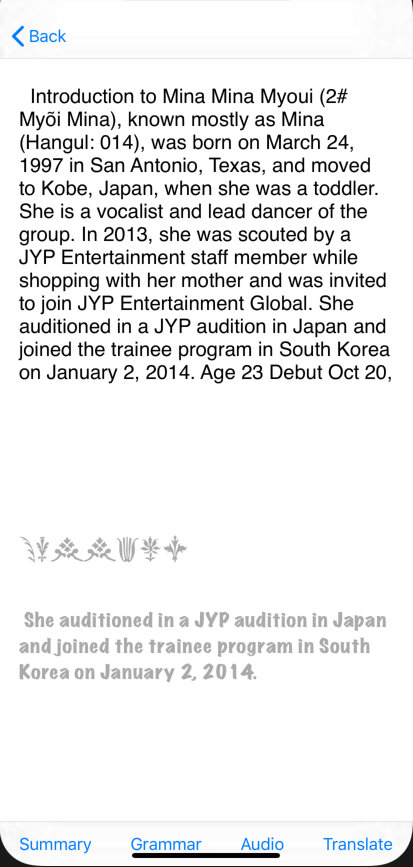 Back
Introduction to Mina Mina Myoui (2#
Myõi Mina), known mostly as Mina
(Hangul: 014), was born on March 24,
1997 in San Antonio, Texas, and moved
to Kobe, Japan, when she was a toddler.
She is a vocalist and lead dancer of the
group. In 2013, she was scouted by a
JYP Entertainment staff member while
shopping with her mother and was invited
to join JYP Entertainment Global. She
auditioned in a JYP audition in Japan and
joined the trainee program in South Korea
on January 2, 2014. Age 23 Debut Oct 20,
She auditioned in a JYP audition in Japan
and joined the trainee program in South
Korea on January 2, 2014.
Summary Grammar Audio Translate